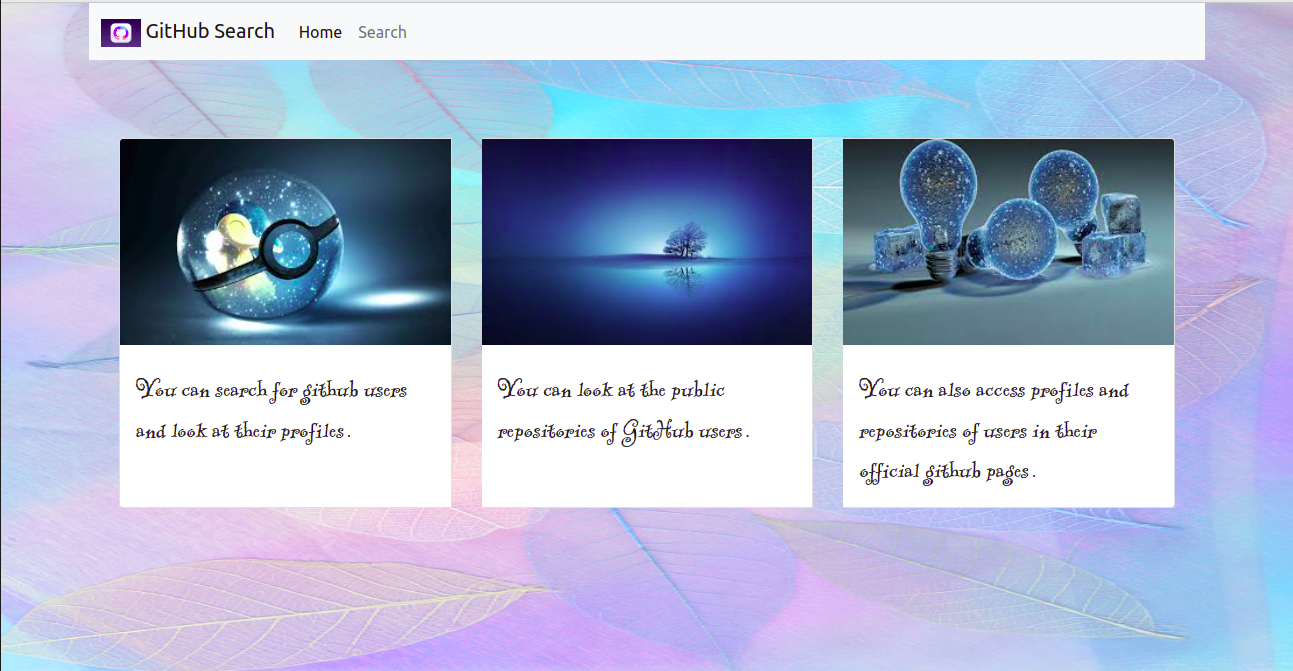 GitHub Search Home Search
You can search for github users
and look at their profiles.
You can look at the public
repositories of GitHub users.
You can also access profiles and
repositories of users in their
official github pages.